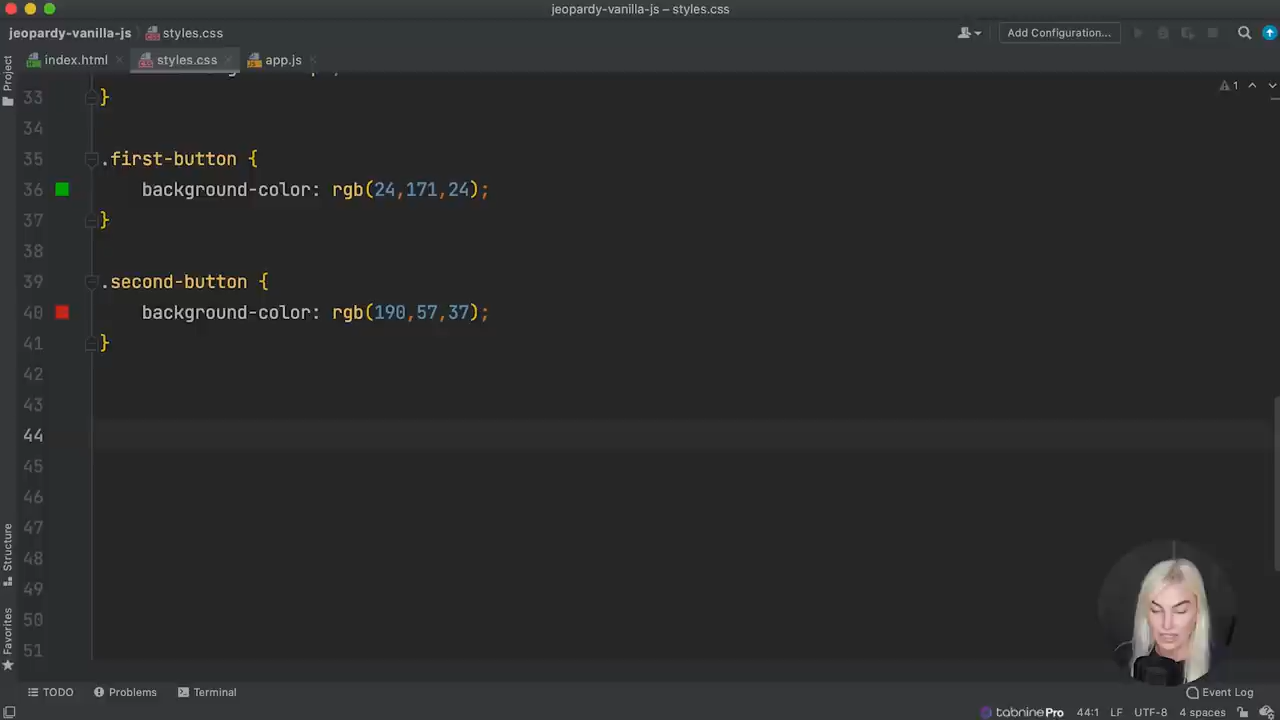 jeopardy-vanilla-js – styles.css
jeopardy-vanilla-js styles.css
Add Configuration...
index.html styles.css app.js
Project
1
33 }
34
35 .first-button {
36 background-color: rgb(24,171,24);
37 }
38
39 .second-button {
40 background-color: rgb(190,57,37);
41 }
42
43
44
45
46
47
48
49
50
51
Structure
Favorites
TODO Problems Terminal Event Log
tabninePro 44:1 LF UTF-8 4 spaces